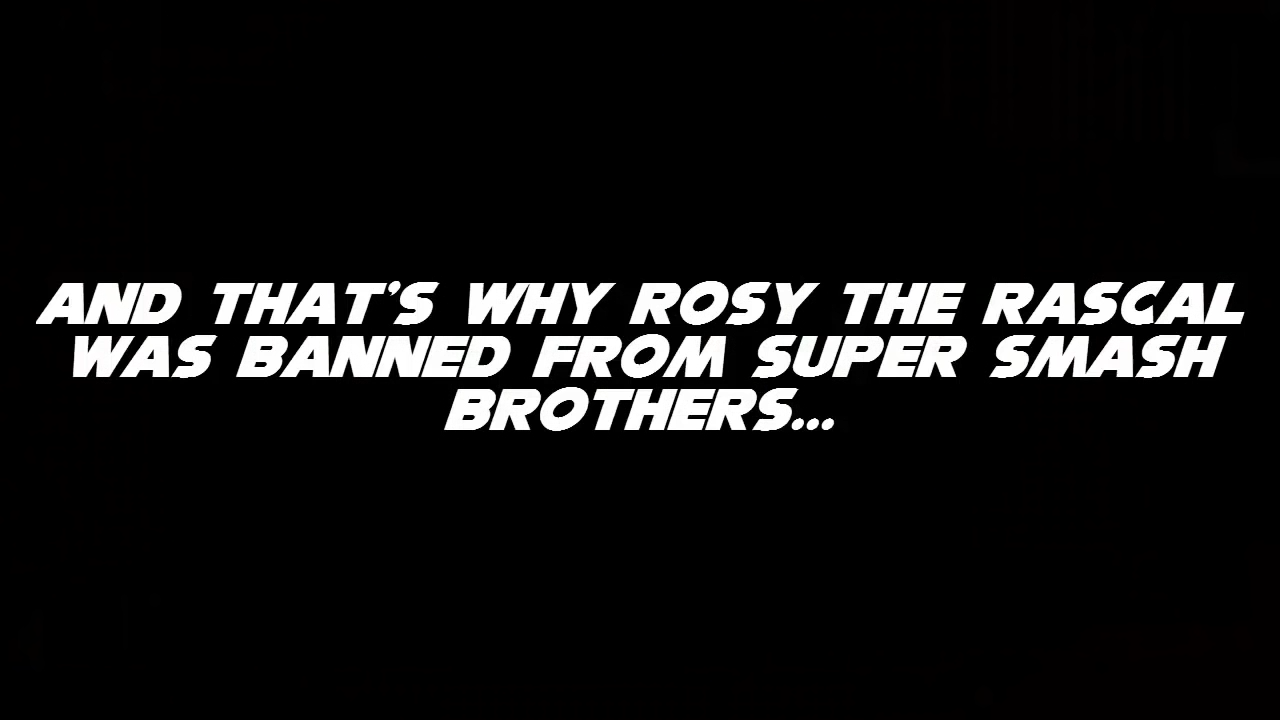 AND THAT'S WHY ROSY THE RASCAL
WAS BANNED FROM SUPER SMASH
BROTHERS...